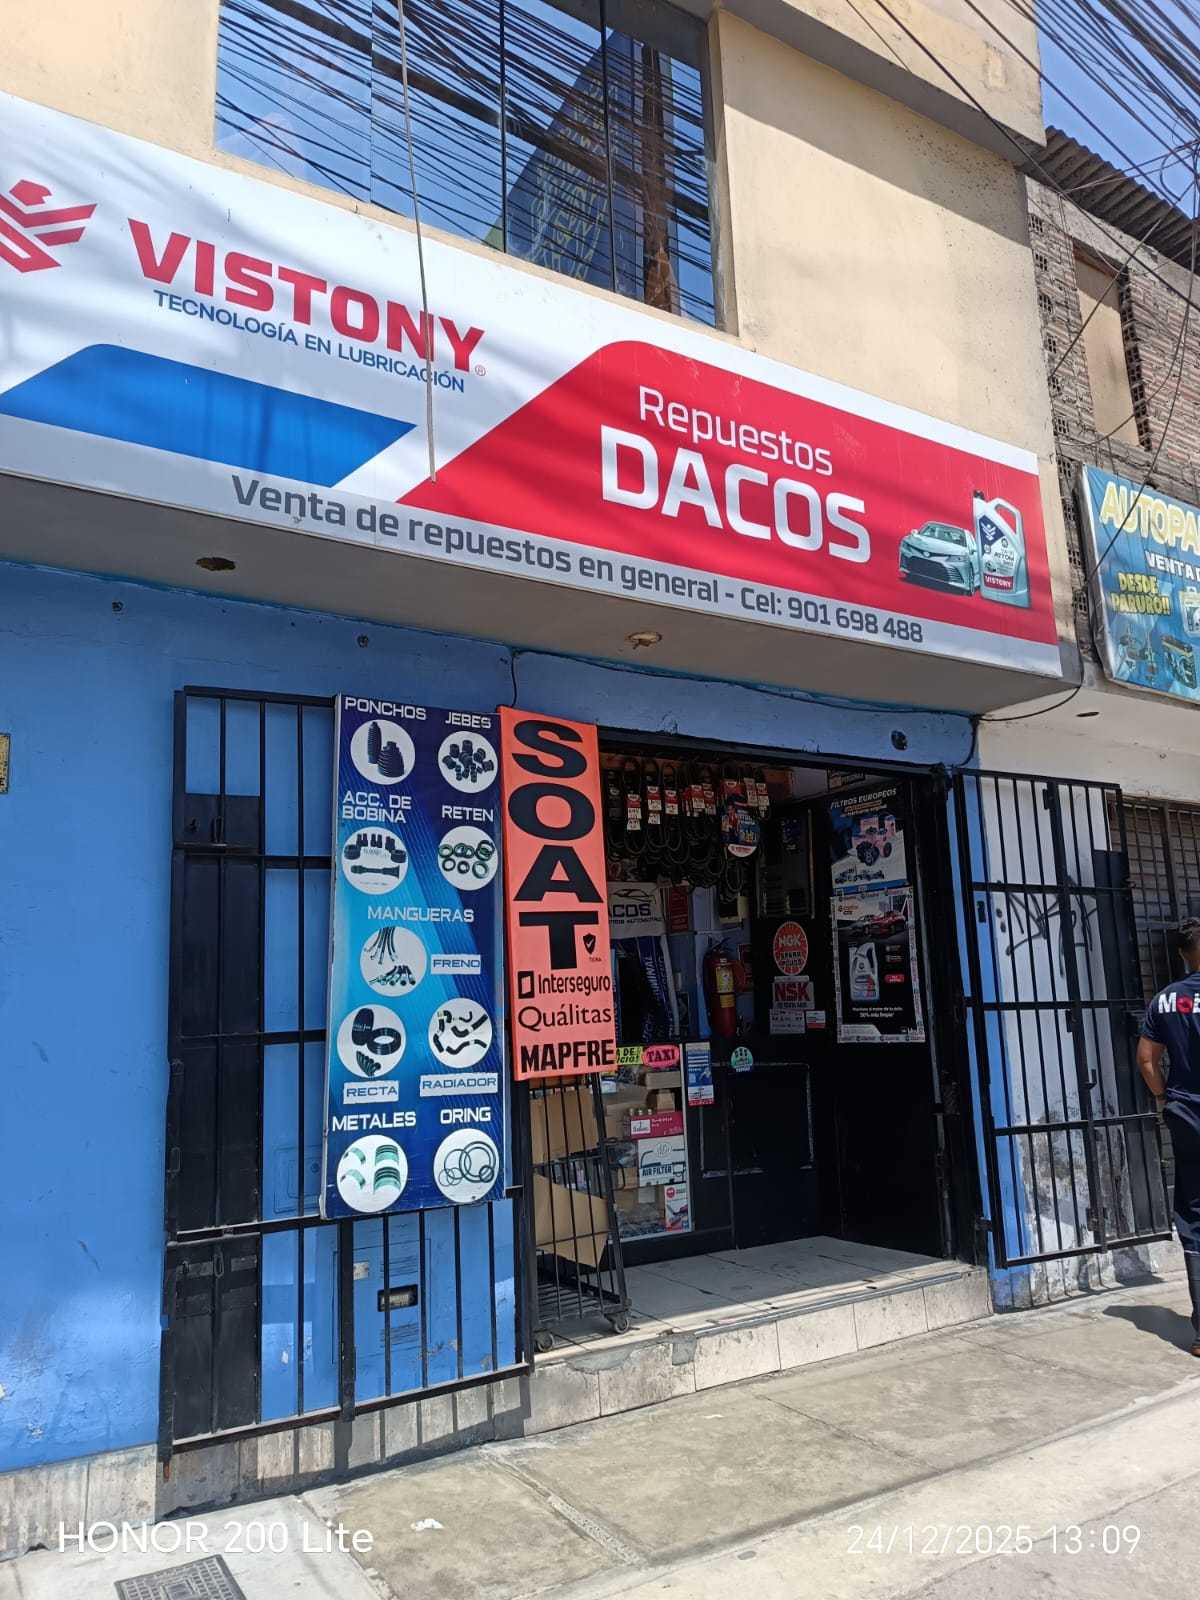 VISTONY®
TECNOLOGÍA EN LUBRICACIÓN
Repuestos
DACOS
VISTONY
Venta de repuestos en general - Cel: 901 698 488
AUTOPA
VENTA
DESDE
PARURO!!
PONCHOS
JEBES
ACC. DE
BOBINA
RETEN
MANGUERAS
FRENO
RECTA
RADIADOR
METALES
ORING
SOAT
Interseguro
Quálitas
MAPFRE
FILTROS EUROPEOS
ACOS
NGK
NSK
TAXI
AIR FILTER
HONOR 200 Lite
24/12/2025 13:09